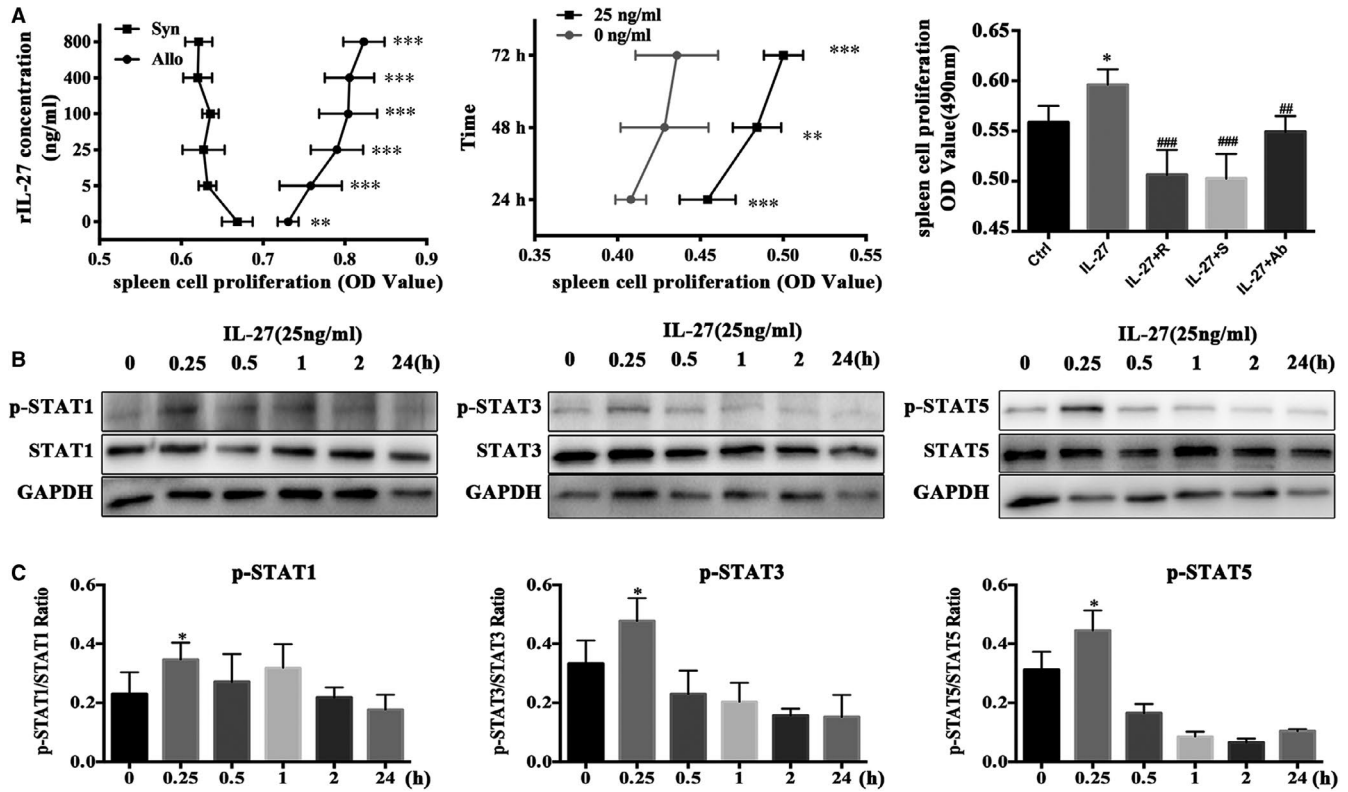 A
Syn
Allo
rIL-27 concentration
(ng/ml)
800
400
100
25
5
0
***
***
***
***
***
**
0.5 0.6 0.7 0.8 0.9
spleen cell proliferation (OD Value)
25 ng/ml
0 ng/ml
Time
72 h
48 h
24 h
***
**
***
0.35 0.40 0.45 0.50 0.55
spleen cell proliferation (OD Value)
spleen cell proliferation
OD Value(490nm)
0.65
0.60
0.55
0.50
0.45
*
###
###
##
Ctrl
IL-27
IL-27+R
IL-27+S
IL-27+Ab
B
IL-27(25ng/ml)
0 0.25 0.5 1 2 24(h)
p-STAT1
STAT1
GAPDH
IL-27(25ng/ml)
0 0.25 0.5 1 2 24(h)
p-STAT3
STAT3
GAPDH
IL-27(25ng/ml)
0 0.25 0.5 1 2 24(h)
p-STAT5
STAT5
GAPDH
C
p-STAT1
p-STAT1/STAT1 Ratio
0.6
0.4
0.2
0.0
*
0 0.25 0.5 1 2 24 (h)
p-STAT3
p-STAT3/STAT3 Ratio
0.6
0.4
0.2
0.0
*
0 0.25 0.5 1 2 24 (h)
p-STAT5
p-STAT5/STAT5 Ratio
0.6
0.4
0.2
0.0
*
0 0.25 0.5 1 2 24 (h)